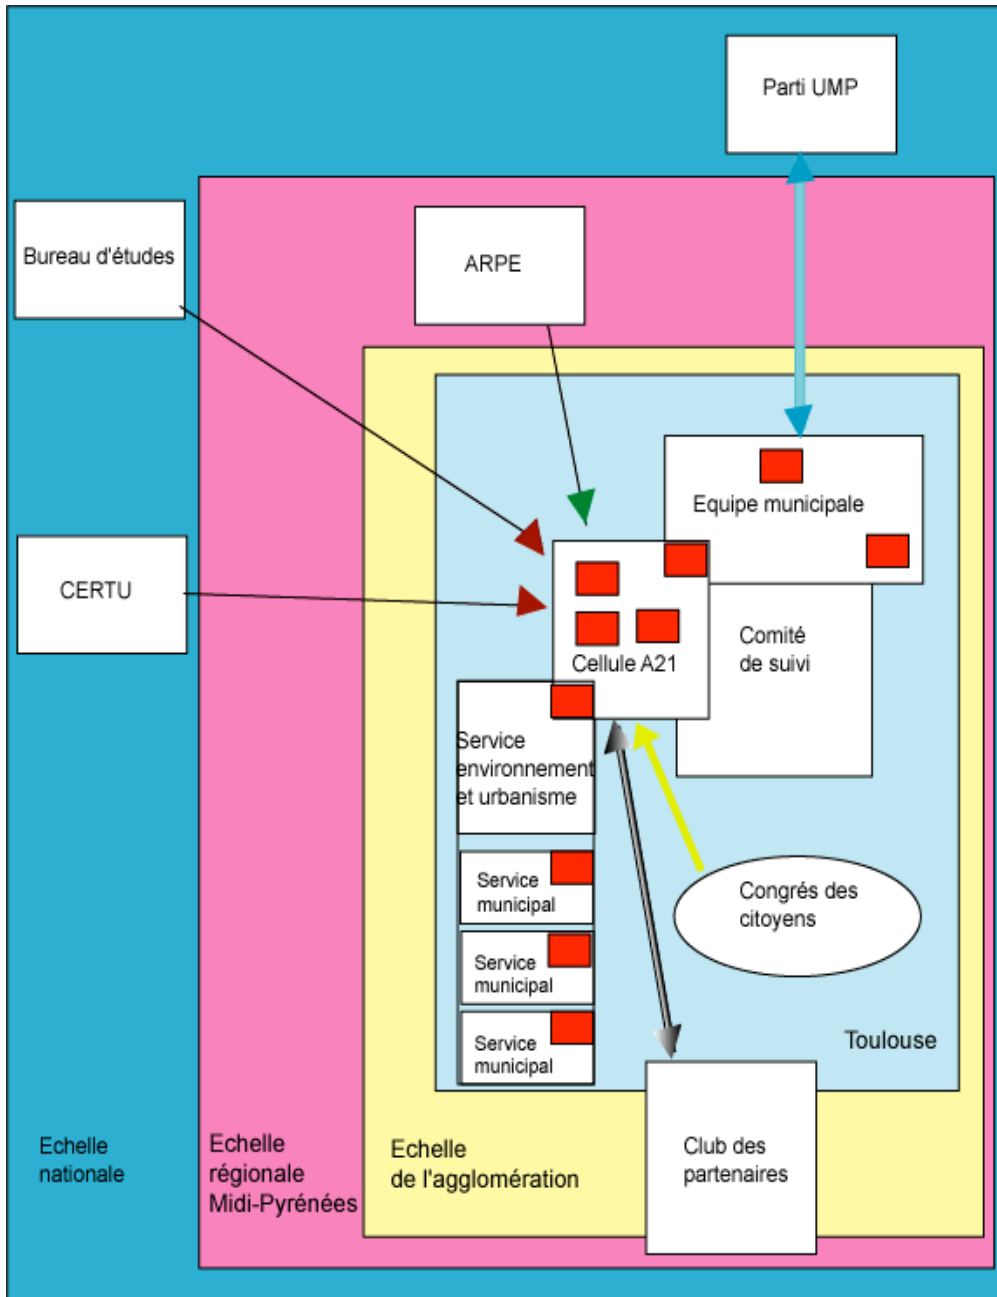 Parti UMP
Bureau d'études
ARPE
Equipe municipale
CERTU
Comité
de suivi
Cellule A21
Service
environnement
et urbanisme
Service
municipal
Congrés des
citoyens
Service
municipal
Service
municipal
Toulouse
Echelle
nationale
Echelle
régionale
Midi-Pyrénées
Echelle
de l'agglomération
Club des
partenaires